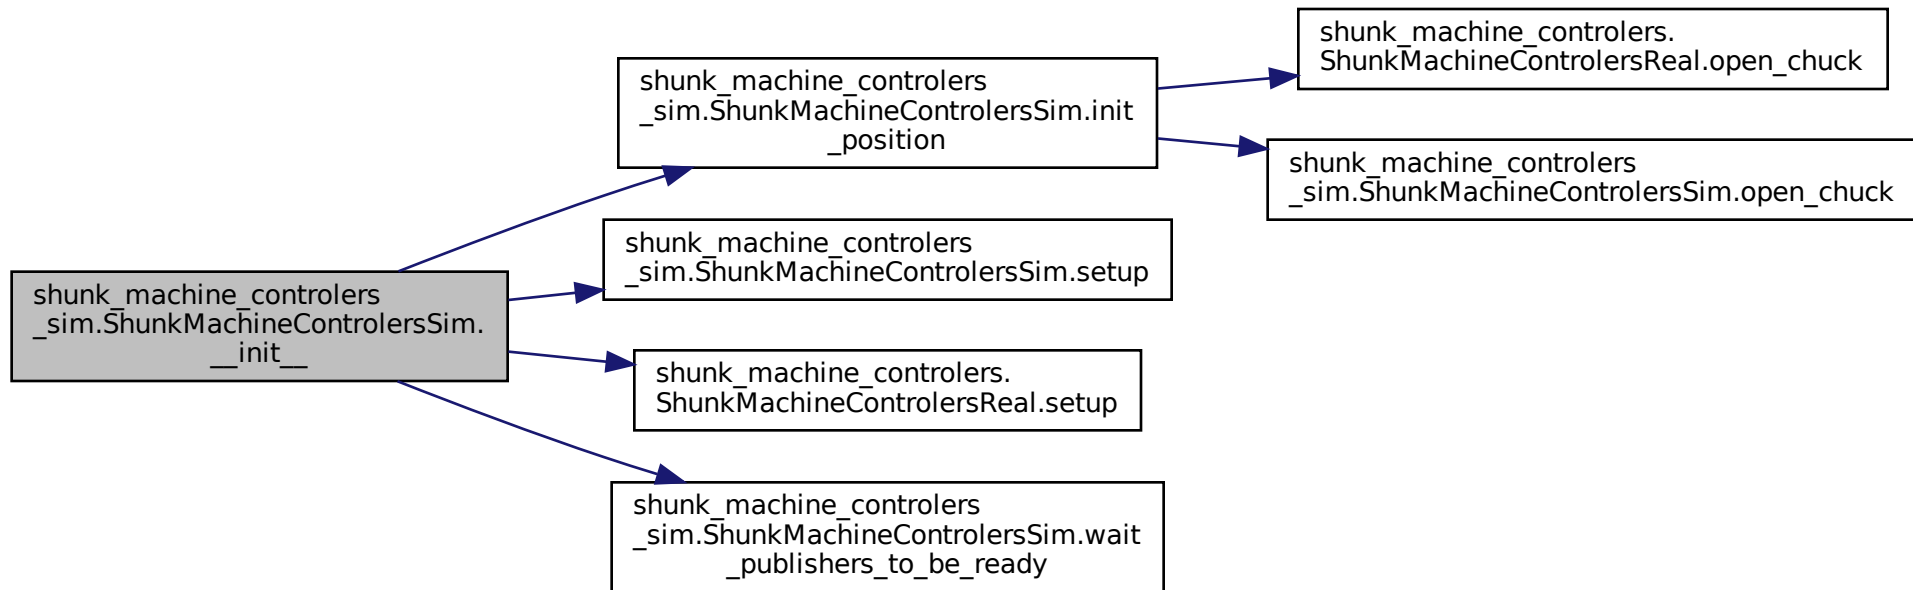 shunk_machine_controlers.
ShunkMachineControlersReal.open_chuck
shunk_machine_controlers
_sim.ShunkMachineControlersSim.init
_position
shunk_machine_controlers
_sim.ShunkMachineControlersSim.open_chuck
shunk_machine_controlers
_sim.ShunkMachineControlersSim.setup
shunk_machine_controlers
_sim.ShunkMachineControlersSim.
__init__
shunk_machine_controlers.
ShunkMachineControlersReal.setup
shunk_machine_controlers
_sim.ShunkMachineControlersSim.wait
_publishers_to_be_ready